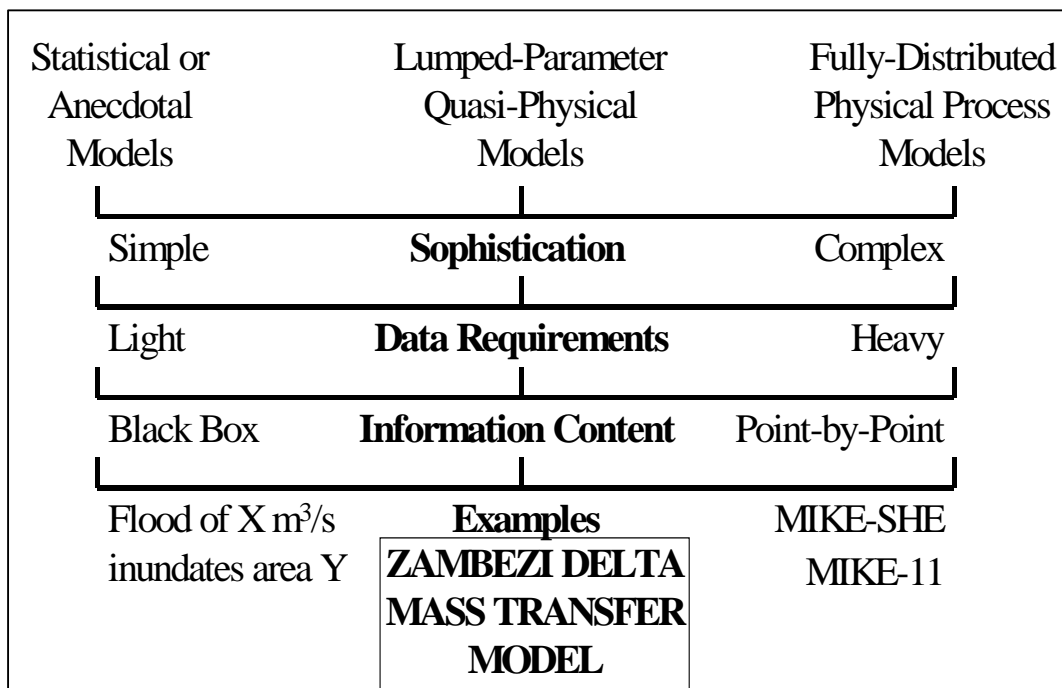 Statistical or Lumped-Parameter Fully-Distributed
Anecdotal Quasi-Physical Physical Process
Models Models Models
Simple Sophistication Complex
Light Data Requirements Heavy
Black Box Information Content Point-by-Point
Flood of X m³/s Examples MIKE-SHE
inundates area Y ZAMBEZI DELTA MIKE-11
MASS TRANSFER
MODEL